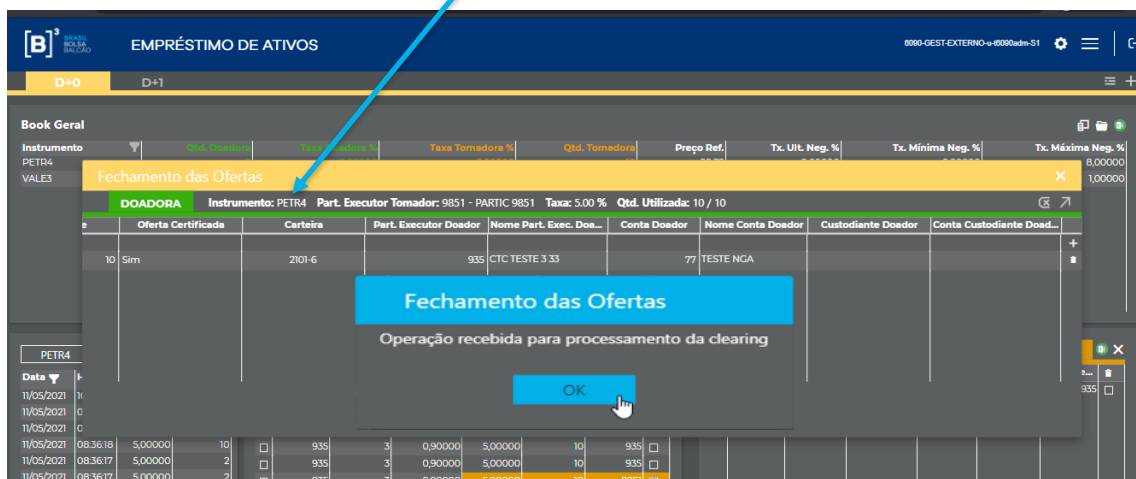 [B]³ BRASIL BOLSA BALCÃO
EMPRÉSTIMO DE ATIVOS
6090-GEST-EXTERNO-u-t6090adm-S1
D+0 D+1
Book Geral
Instrumento Qtd. Doadora Taxa Doadora % Taxa Tomadora % Qtd. Tomadora Preço Ref. Tx. Ult. Neg. % Tx. Mínima Neg. % Tx. Máxima Neg. %
PETR4 8,00000
VALE3 1,00000
Fechamento das Ofertas
DOADORA Instrumento: PETR4 Part. Executor Tomador: 9851 - PARTIC 9851 Taxa: 5.00 % Qtd. Utilizada: 10 / 10
Oferta Certificada Carteira Part. Executor Doador Nome Part. Exec. Doa... Conta Doador Nome Conta Doador Custodiante Doador Conta Custodiante Doad...
10 Sim 2101-6 935 CTC TESTE 3 33 77 TESTE NGA
Fechamento das Ofertas
Operação recebida para processamento da clearing
OK
PETR4
Data
11/05/2021 935
11/05/2021
11/05/2021
11/05/2021 08:36:18 5,00000 10 935 3 0,90000 5,00000 10 935
11/05/2021 08:36:17 5,00000 2 935 3 0,90000 5,00000 10 935
11/05/2021 08:36:17 5,00000 2